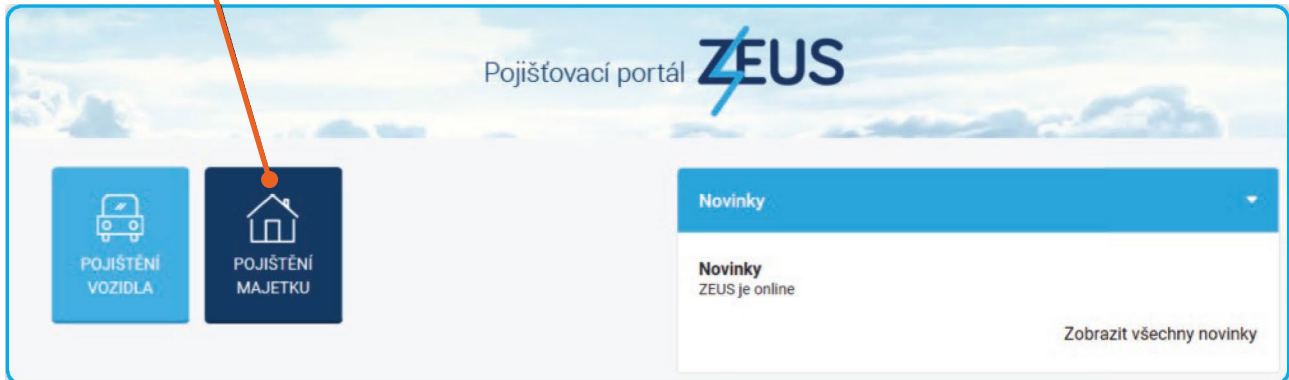 Pojišťovací portál ZEUS
POJIŠTĚNÍ
VOZIDLA
POJIŠTĚNÍ
MAJETKU
Novinky
Novinky
ZEUS je online
Zobrazit všechny novinky